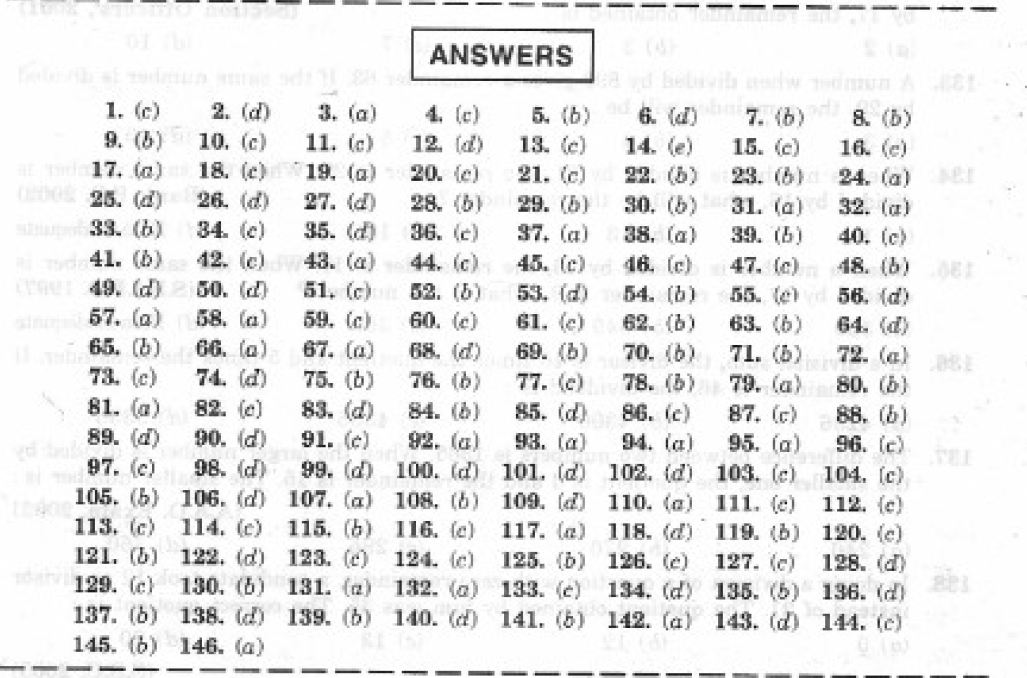 ANSWERS
1. (c) 2. (d) 3. (a) 4. (c) 5. (b) 6. (d) 7. (b) 8. (b)
9. (b) 10. (c) 11. (c) 12. (d) 13. (c) 14. (e) 15. (c) 16. (c)
17. (a) 18. (c) 19. (a) 20. (c) 21. (c) 22. (b) 23. (b) 24. (a)
25. (d) 26. (d) 27. (d) 28. (b) 29. (b) 30. (b) 31. (a) 32. (a)
33. (b) 34. (c) 35. (d) 36. (c) 37. (a) 38. (a) 39. (b) 40. (c)
41. (b) 42. (c) 43. (a) 44. (c) 45. (c) 46. (c) 47. (c) 48. (b)
49. (d) 50. (d) 51. (c) 52. (b) 53. (d) 54. (b) 55. (c) 56. (d)
57. (a) 58. (a) 59. (c) 60. (c) 61. (c) 62. (b) 63. (b) 64. (d)
65. (b) 66. (a) 67. (a) 68. (d) 69. (b) 70. (b) 71. (b) 72. (a)
73. (c) 74. (d) 75. (b) 76. (b) 77. (c) 78. (b) 79. (a) 80. (b)
81. (a) 82. (c) 83. (d) 84. (b) 85. (d) 86. (c) 87. (c) 88. (b)
89. (d) 90. (d) 91. (c) 92. (a) 93. (a) 94. (a) 95. (a) 96. (c)
97. (c) 98. (d) 99. (d) 100. (d) 101. (d) 102. (d) 103. (c) 104. (c)
105. (b) 106. (d) 107. (a) 108. (b) 109. (d) 110. (a) 111. (c) 112. (c)
113. (c) 114. (c) 115. (b) 116. (c) 117. (a) 118. (d) 119. (b) 120. (c)
121. (b) 122. (d) 123. (c) 124. (c) 125. (b) 126. (c) 127. (c) 128. (d)
129. (c) 130. (b) 131. (a) 132. (a) 133. (c) 134. (d) 135. (b) 136. (d)
137. (b) 138. (d) 139. (b) 140. (d) 141. (b) 142. (a) 143. (d) 144. (c)
145. (b) 146. (a)